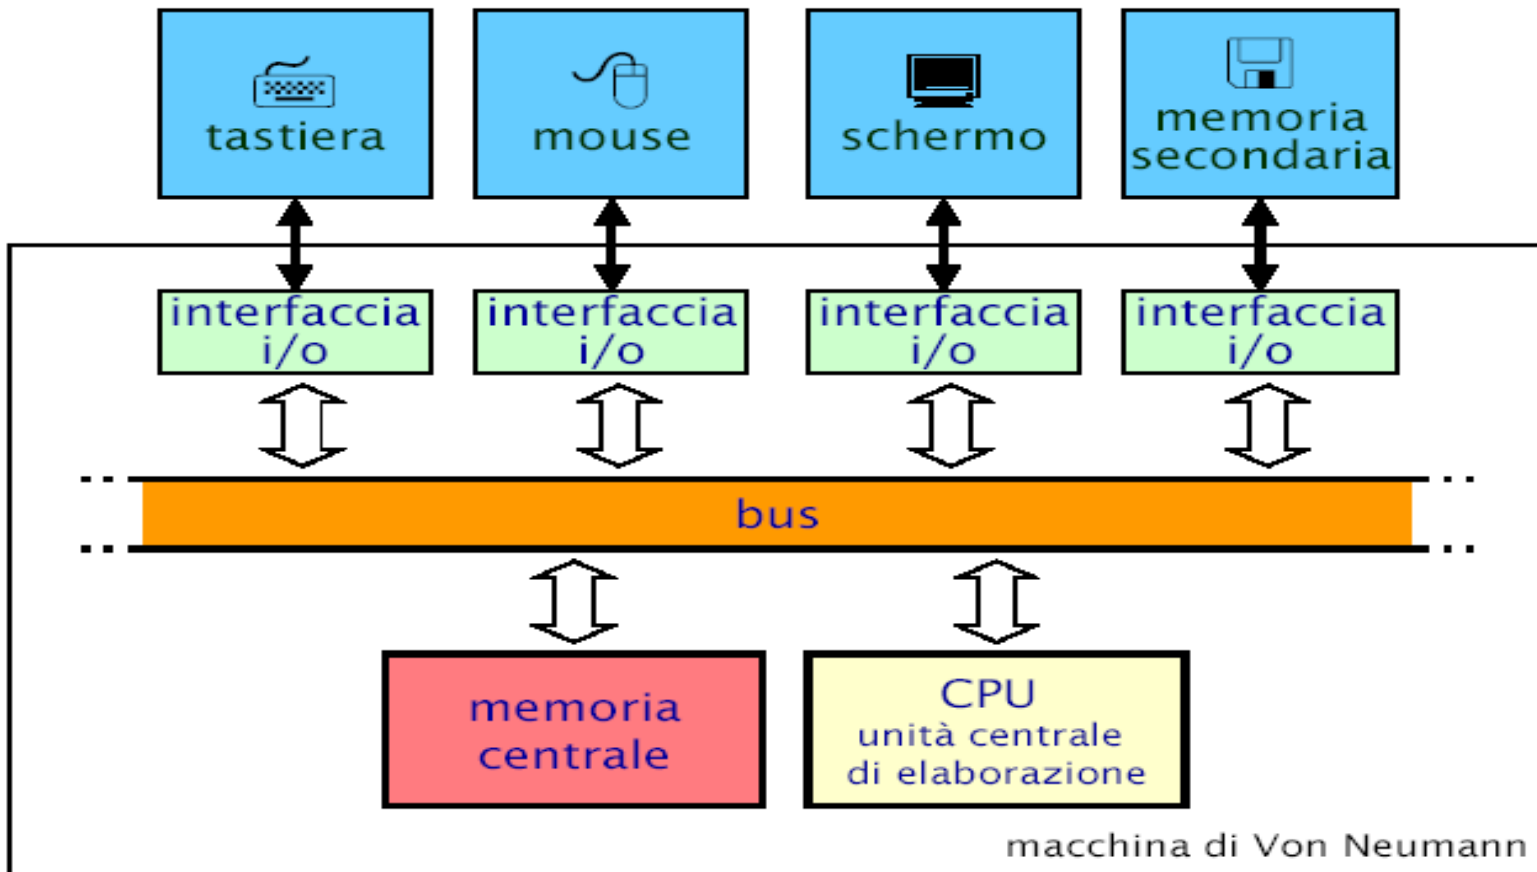 tastiera
mouse
schermo
memoria
secondaria
interfaccia
i/o
interfaccia
i/o
interfaccia
i/o
interfaccia
i/o
bus
memoria
centrale
CPU
unità centrale
di elaborazione
macchina di Von Neumann